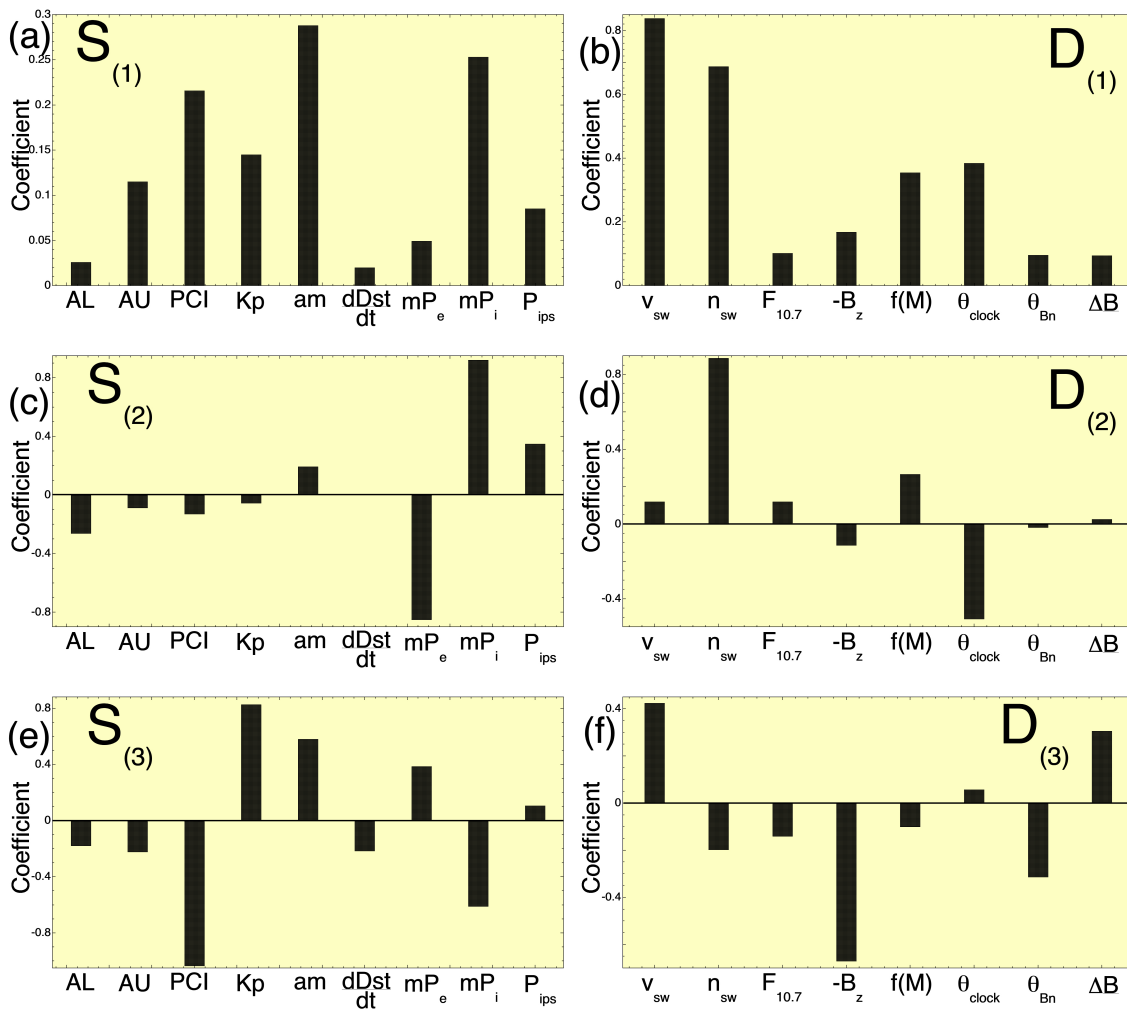 (a)
S(1)
Coefficient
0.3
0.25
0.2
0.15
0.1
0.05
0
AL AU PCI Kp am dDst mPe mPi Pips
dt
(b)
D(1)
Coefficient
0.8
0.6
0.4
0.2
0
vsw nsw F10.7 -Bz f(M) θclock θBn ΔB
(c)
S(2)
Coefficient
0.8
0.4
0
-0.4
-0.8
AL AU PCI Kp am dDst mPe mPi Pips
dt
(d)
D(2)
Coefficient
0.8
0.4
0
-0.4
vsw nsw F10.7 -Bz f(M) θclock θBn ΔB
(e)
S(3)
Coefficient
0.8
0.4
0
-0.4
-0.8
AL AU PCI Kp am dDst mPe mPi Pips
dt
(f)
D(3)
Coefficient
0.4
0
-0.4
vsw nsw F10.7 -Bz f(M) θclock θBn ΔB